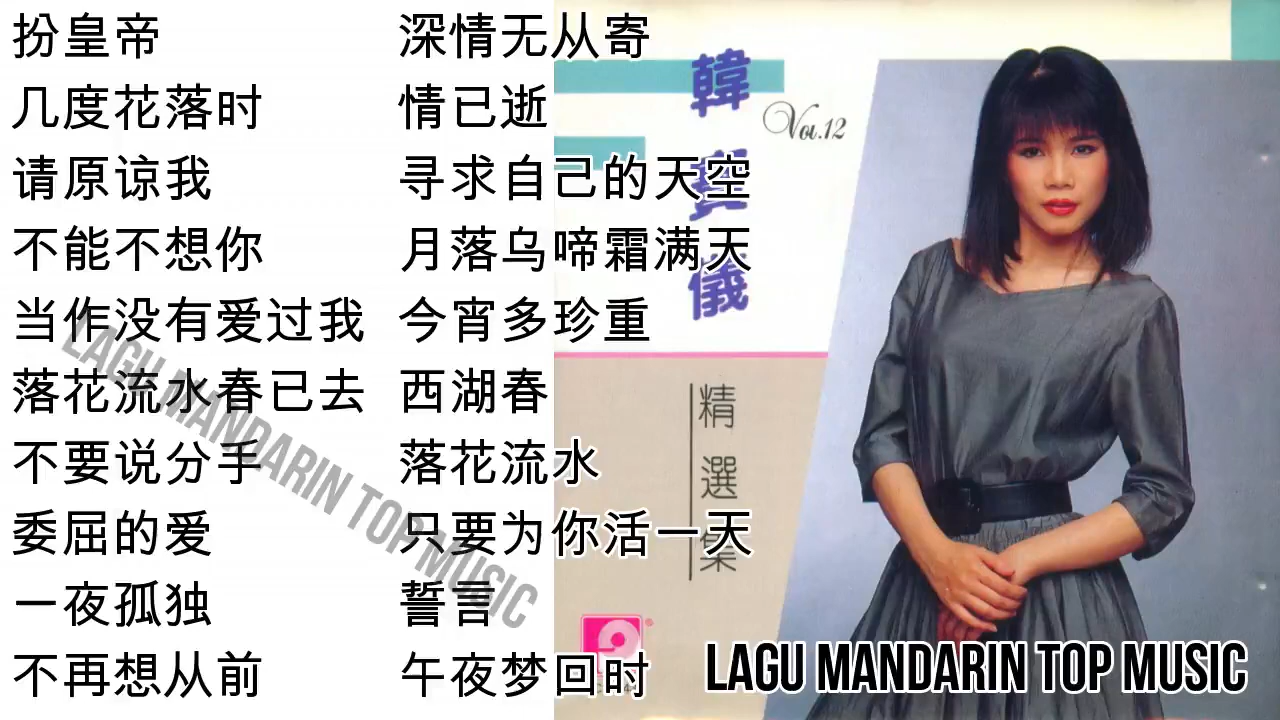 扮皇帝
几度花落时
请原谅我
不能不想你
当作没有爱过我
落花流水春已去
不要说分手
委屈的爱
一夜孤独
不再想从前
深情无从寄
情已逝
寻求自己的天空
月落乌啼霜满天
今宵多珍重
西湖春
落花流水
只要为你活一天
誓言
午夜梦回时
韓寶儀
Vol.12
精選集
LAGU MANDARIN TOP MUSIC
LAGU MANDARIN TOP MUSIC